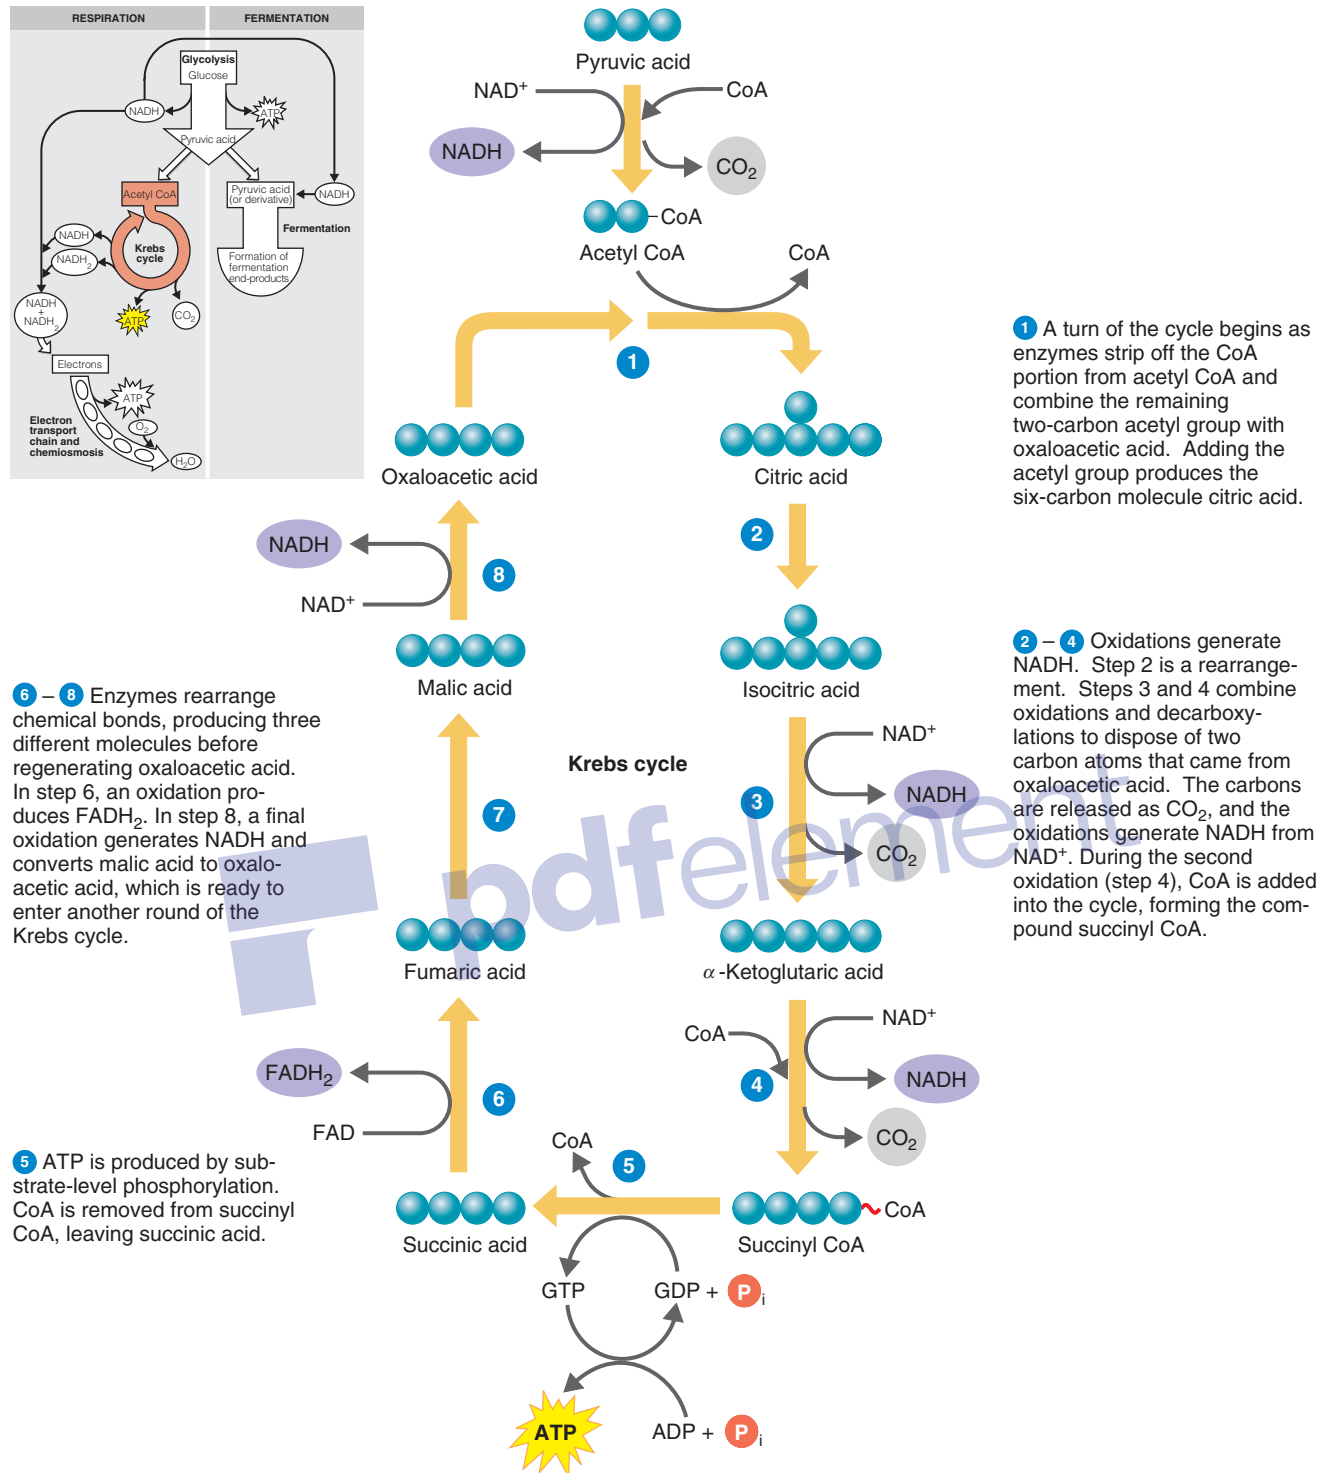 RESPIRATION
FERMENTATION
Glycolysis
Glucose
NADH
ATP
Pyruvic acid
Acetyl CoA
Pyruvic acid
(or derivative)
NADH
Fermentation
NADH
NADH₂
Krebs
cycle
Formation of
fermentation
end-products
NADH
+
NADH₂
ATP
CO₂
Electrons
ATP
O₂
Electron
transport
chain and
chemiosmosis
H₂O
Pyruvic acid
NAD⁺
CoA
NADH
CO₂
CoA
Acetyl CoA
CoA
1
Oxaloacetic acid
Citric acid
1 A turn of the cycle begins as
enzymes strip off the CoA
portion from acetyl CoA and
combine the remaining
two-carbon acetyl group with
oxaloacetic acid. Adding the
acetyl group produces the
six-carbon molecule citric acid.
2
NADH
8
NAD⁺
Malic acid
Isocitric acid
2 – 4 Oxidations generate
NADH. Step 2 is a rearrange-
ment. Steps 3 and 4 combine
oxidations and decarboxy-
lations to dispose of two
carbon atoms that came from
oxaloacetic acid. The carbons
are released as CO₂, and the
oxidations generate NADH from
NAD⁺. During the second
oxidation (step 4), CoA is added
into the cycle, forming the com-
pound succinyl CoA.
6 – 8 Enzymes rearrange
chemical bonds, producing three
different molecules before
regenerating oxaloacetic acid.
In step 6, an oxidation pro-
duces FADH₂. In step 8, a final
oxidation generates NADH and
converts malic acid to oxalo-
acetic acid, which is ready to
enter another round of the
Krebs cycle.
Krebs cycle
NAD⁺
NADH
3
7
CO₂
pdfelement
Fumaric acid
α-Ketoglutaric acid
CoA
NAD⁺
NADH
4
CO₂
FADH₂
6
FAD
5 ATP is produced by sub-
strate-level phosphorylation.
CoA is removed from succinyl
CoA, leaving succinic acid.
CoA
5
CoA
Succinic acid
Succinyl CoA
GTP
GDP + Pi
ATP
ADP + Pi